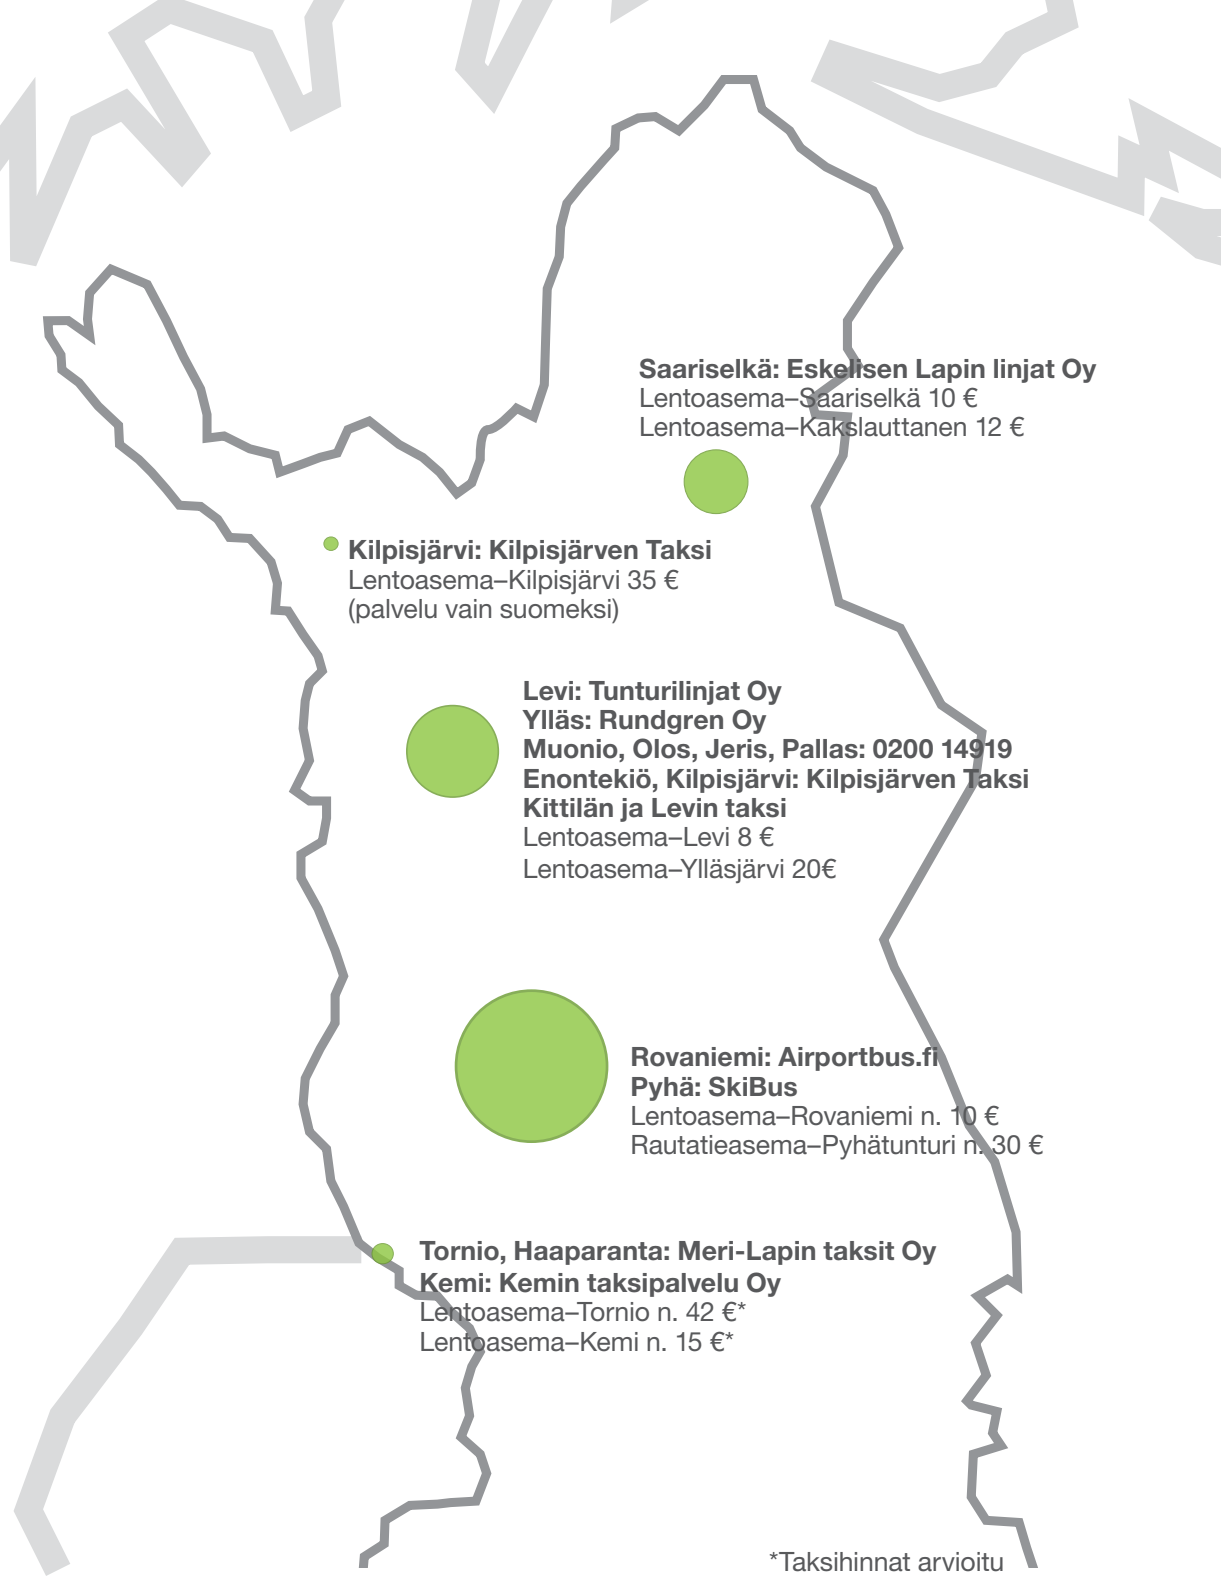 Saariselkä: Eskelisen Lapin linjat Oy
Lentoasema–Saariselkä 10 €
Lentoasema–Kakslauttanen 12 €
Kilpisjärvi: Kilpisjärven Taksi
Lentoasema–Kilpisjärvi 35 €
(palvelu vain suomeksi)
Levi: Tunturilinjat Oy
Ylläs: Rundgren Oy
Muonio, Olos, Jeris, Pallas: 0200 14919
Enontekiö, Kilpisjärvi: Kilpisjärven Taksi
Kittilän ja Levin taksi
Lentoasema–Levi 8 €
Lentoasema–Ylläsjärvi 20€
Rovaniemi: Airportbus.fi
Pyhä: SkiBus
Lentoasema–Rovaniemi n. 10 €
Rautatieasema–Pyhätunturi n. 30 €
Tornio, Haaparanta: Meri-Lapin taksit Oy
Kemi: Kemin taksipalvelu Oy
Lentoasema–Tornio n. 42 €*
Lentoasema–Kemi n. 15 €*
*Taksihinnat arvioitu